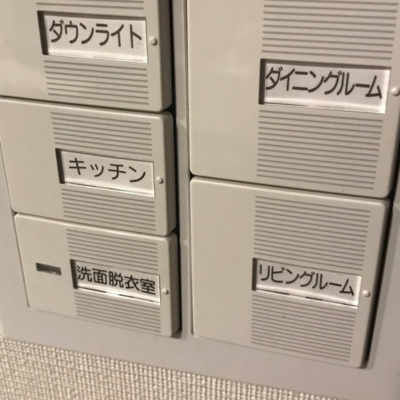 ダウンライト
キッチン
洗面脱衣室
ダイニングルーム
リビングルーム